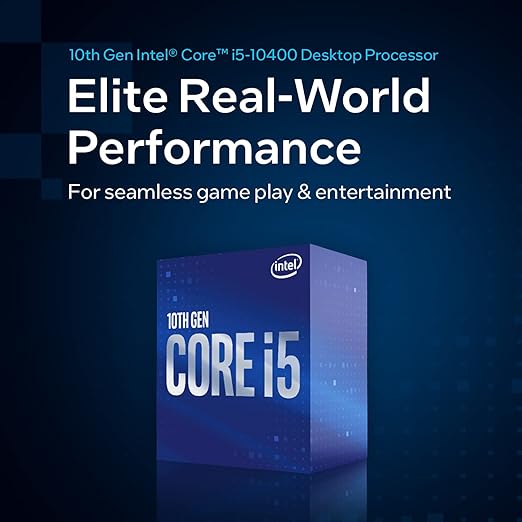 10th Gen Intel® Core™ i5-10400 Desktop Processor
Elite Real-World
Performance
For seamless game play & entertainment
intel
10TH GEN
CORE i5